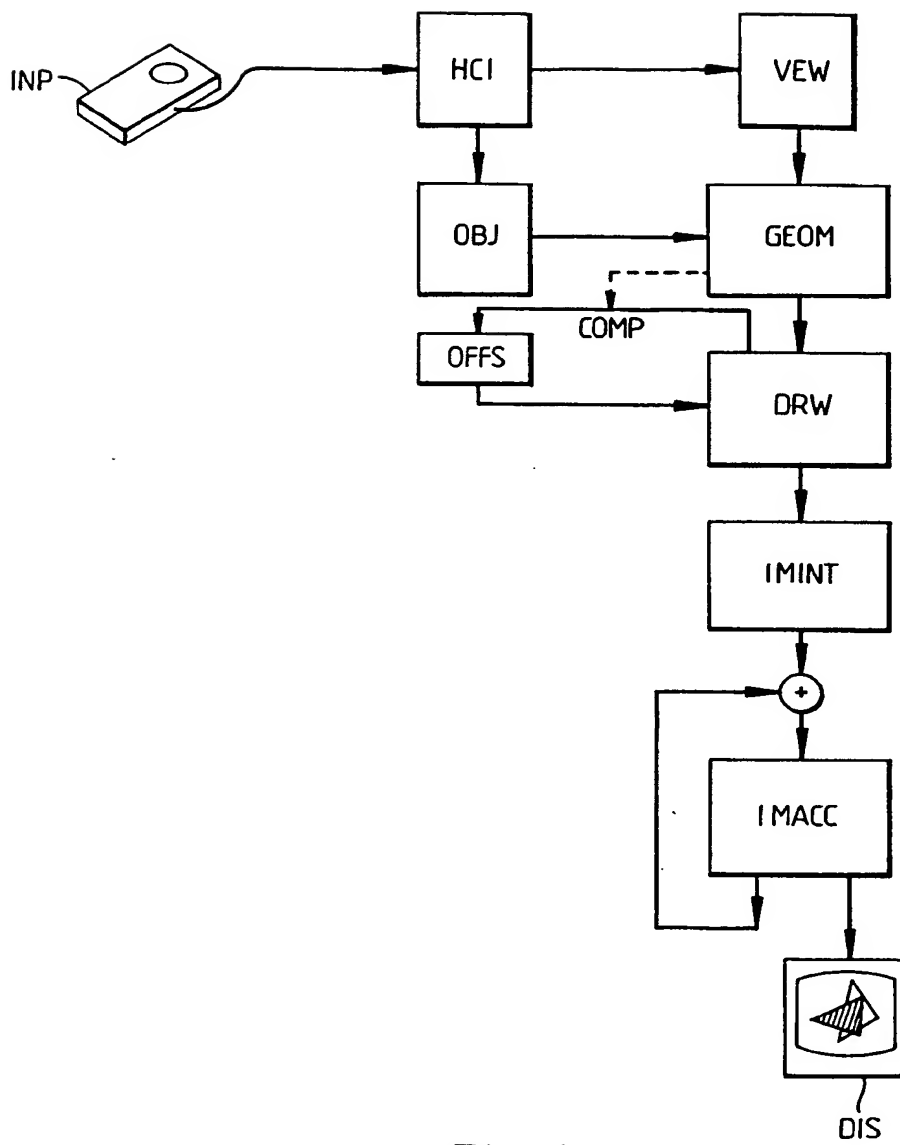 INP
HCI
VEW
OBJ
GEOM
COMP
OFFS
DRW
IMINT
+
IMACC
DIS